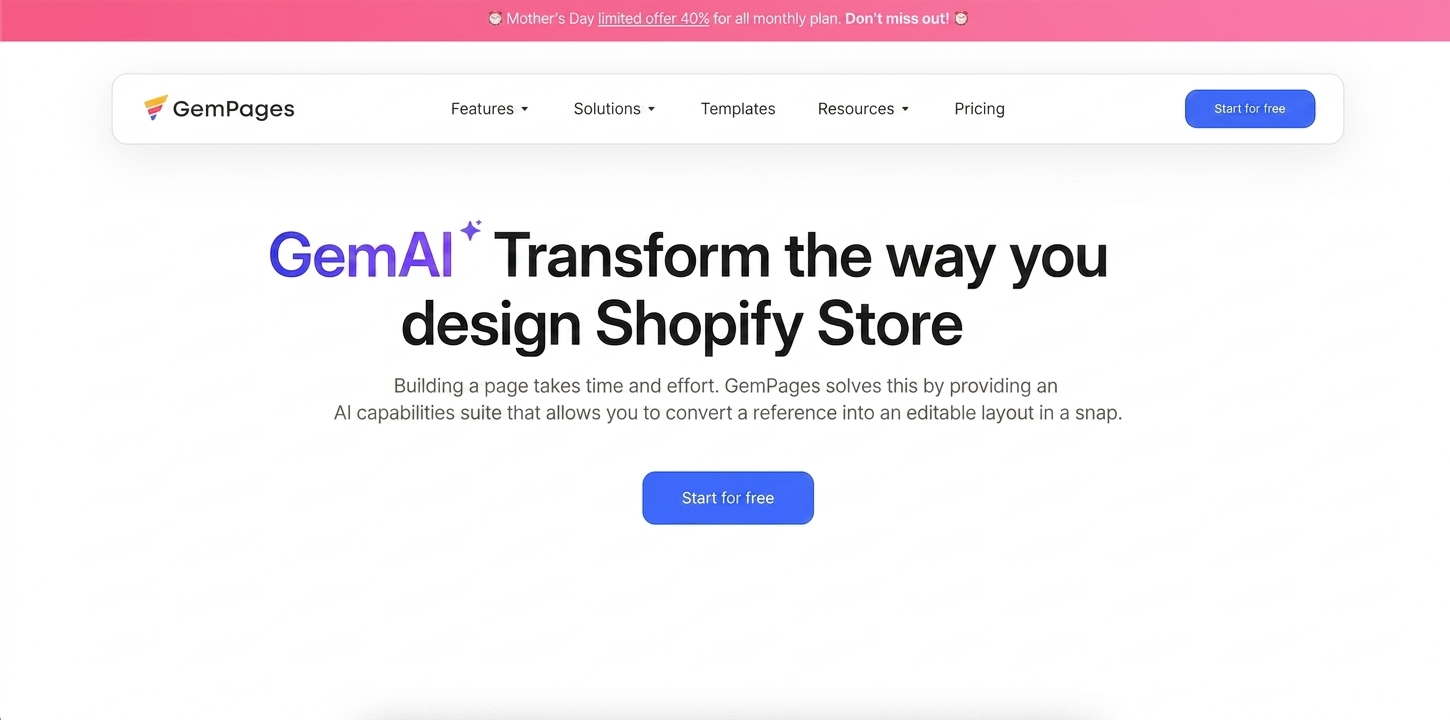 ⏰ Mother's Day limited offer 40% for all monthly plan. Don't miss out! ⏰
GemPages
Features
Solutions
Templates
Resources
Pricing
Start for free
GemAI Transform the way you
design Shopify Store
Building a page takes time and effort. GemPages solves this by providing an
AI capabilities suite that allows you to convert a reference into an editable layout in a snap.
Start for free